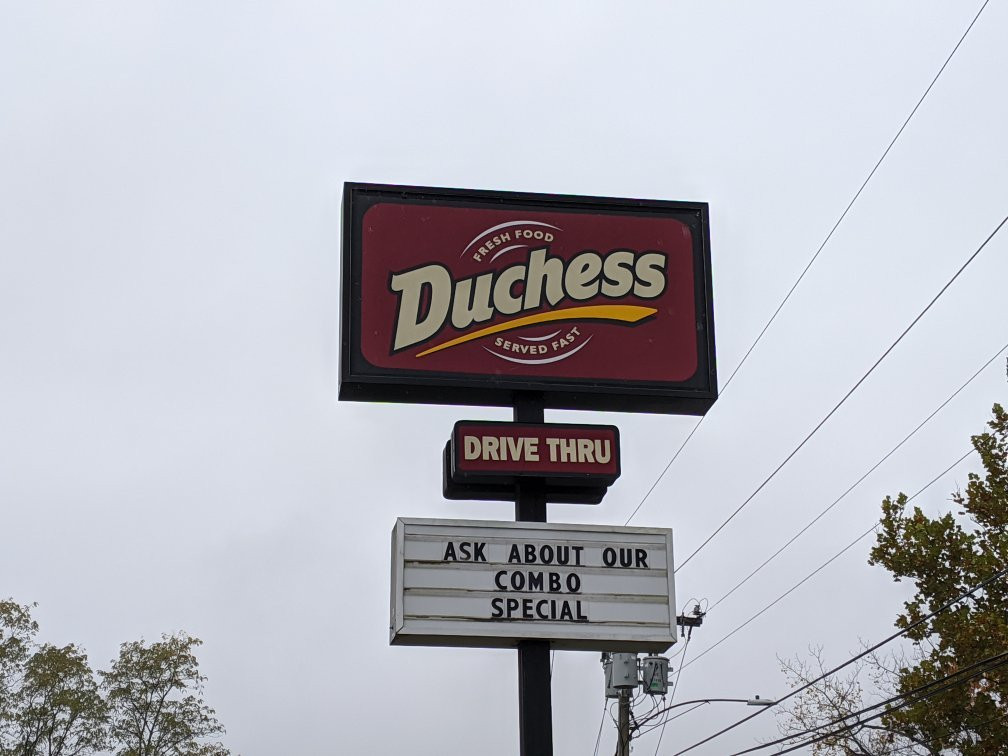 FRESH FOOD
Duchess
SERVED FAST
DRIVE THRU
ASK ABOUT OUR
COMBO
SPECIAL